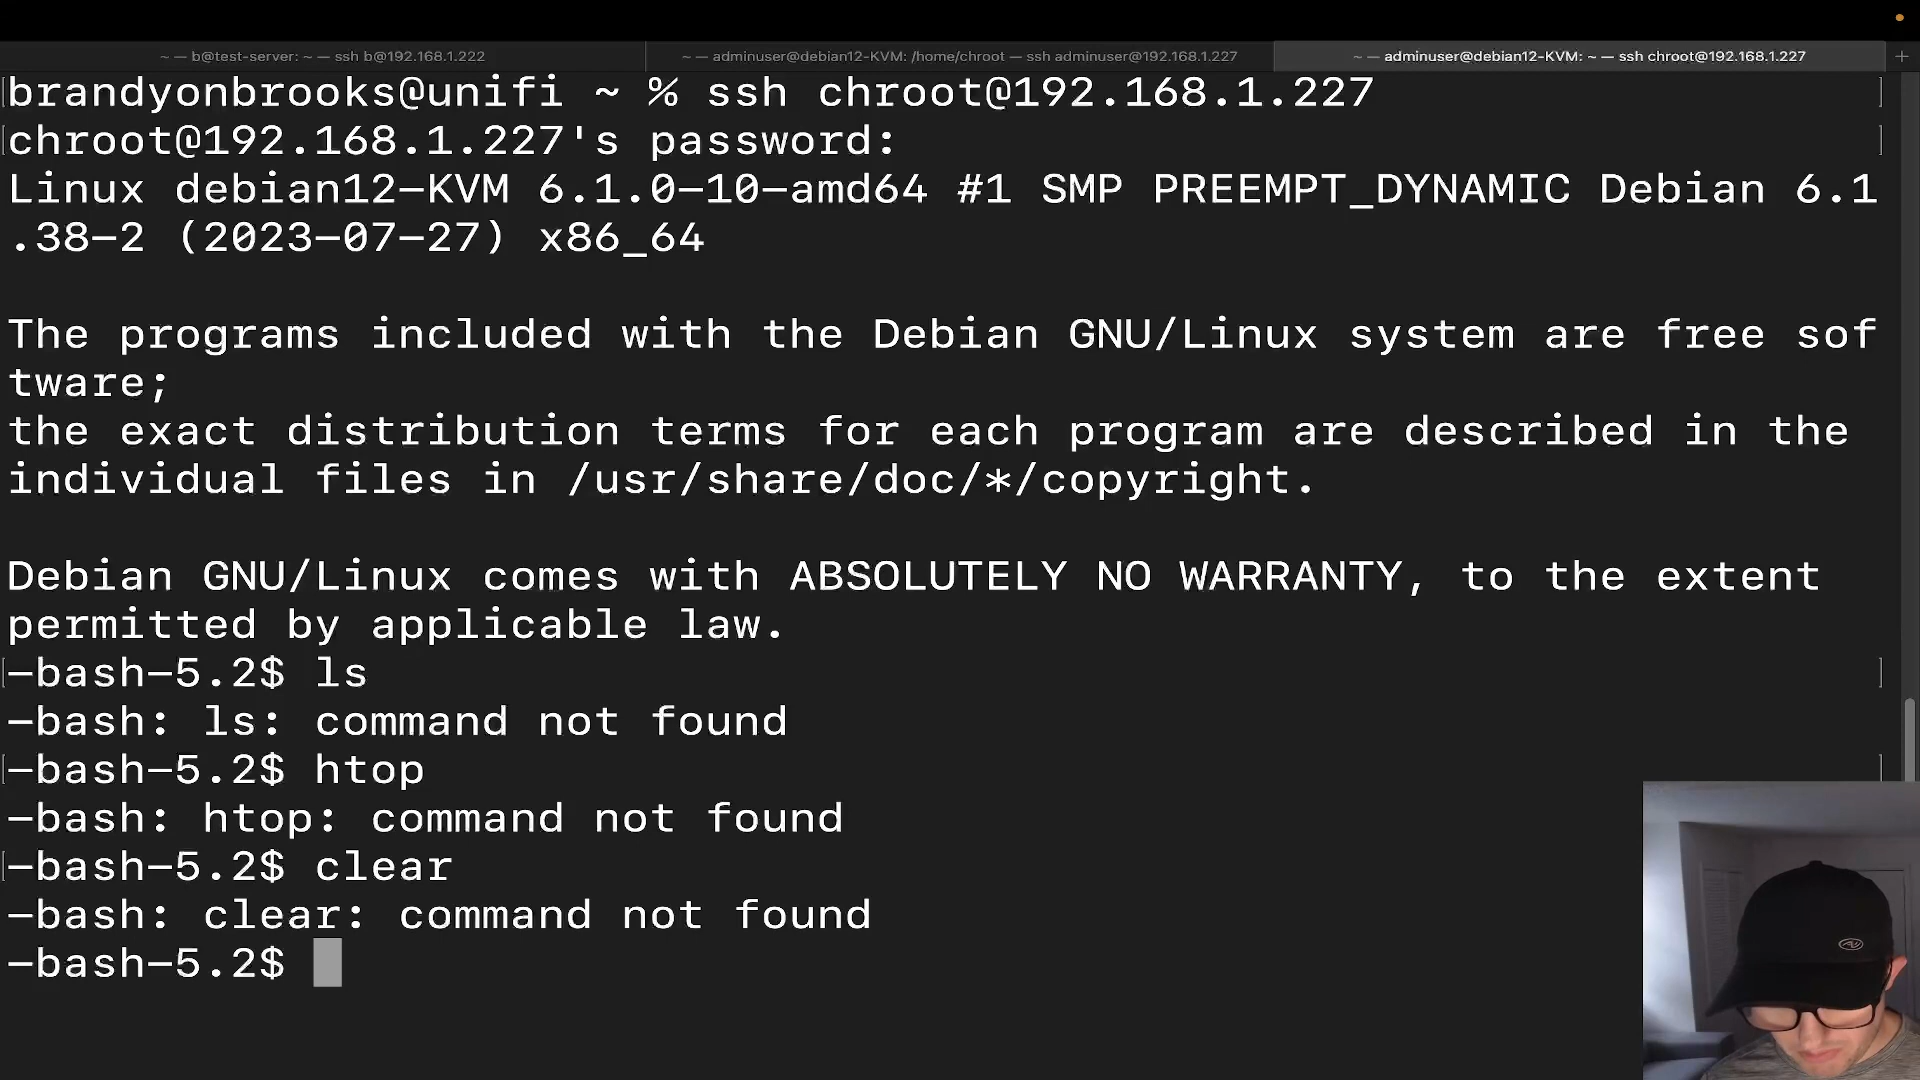 ~ — b@test-server: ~ — ssh b@192.168.1.222
~ — adminuser@debian12-KVM: /home/chroot — ssh adminuser@192.168.1.227
~ — adminuser@debian12-KVM: ~ — ssh chroot@192.168.1.227
brandyonbrooks@unifi ~ % ssh chroot@192.168.1.227
chroot@192.168.1.227's password:
Linux debian12-KVM 6.1.0-10-amd64 #1 SMP PREEMPT_DYNAMIC Debian 6.1
.38-2 (2023-07-27) x86_64
The programs included with the Debian GNU/Linux system are free sof
tware;
the exact distribution terms for each program are described in the
individual files in /usr/share/doc/*/copyright.
Debian GNU/Linux comes with ABSOLUTELY NO WARRANTY, to the extent
permitted by applicable law.
-bash-5.2$ ls
-bash: ls: command not found
-bash-5.2$ htop
-bash: htop: command not found
-bash-5.2$ clear
-bash: clear: command not found
-bash-5.2$